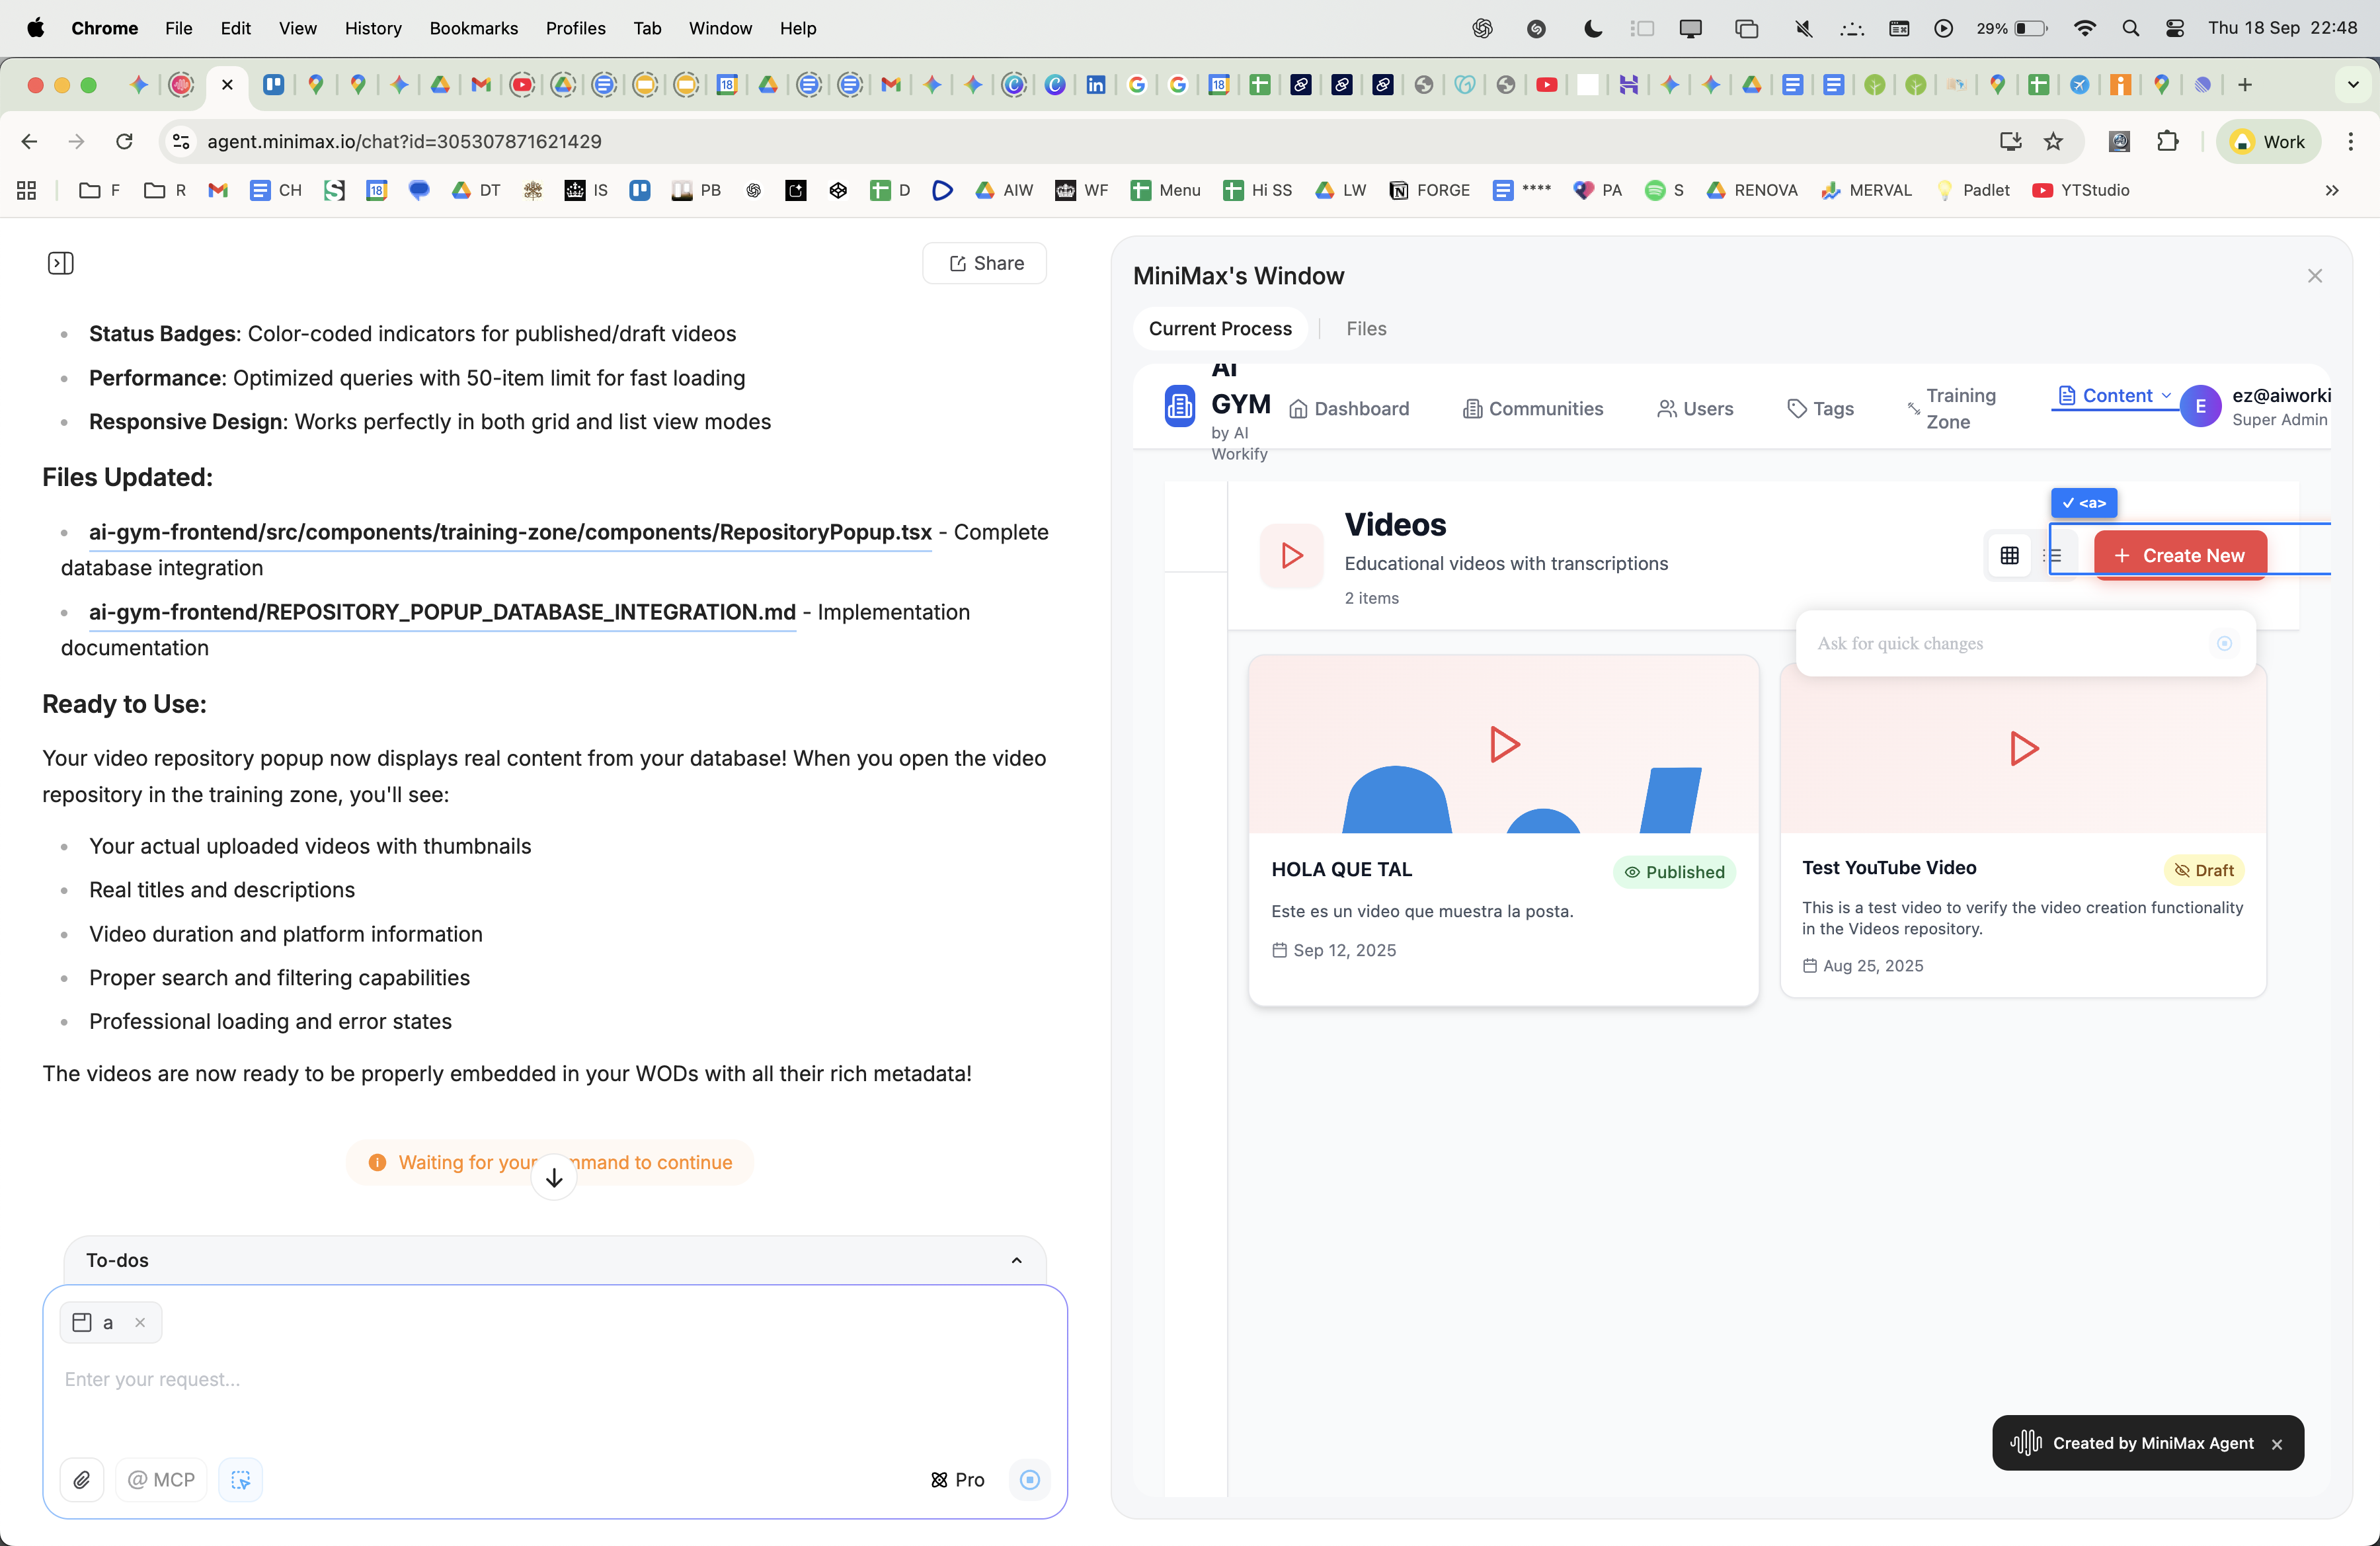 Chrome File Edit View History Bookmarks Profiles Tab Window Help 29% Thu 18 Sep 22:48
agent.minimax.io/chat?id=305307871621429 Work
F R CH 18 DT IS PB D AIW WF Menu Hi SS LW FORGE **** PA S RENOVA MERVAL Padlet YTStudio
Share
Status Badges: Color-coded indicators for published/draft videos
Performance: Optimized queries with 50-item limit for fast loading
Responsive Design: Works perfectly in both grid and list view modes
Files Updated:
ai-gym-frontend/src/components/training-zone/components/RepositoryPopup.tsx - Complete
database integration
ai-gym-frontend/REPOSITORY_POPUP_DATABASE_INTEGRATION.md - Implementation
documentation
Ready to Use:
Your video repository popup now displays real content from your database! When you open the video
repository in the training zone, you'll see:
Your actual uploaded videos with thumbnails
Real titles and descriptions
Video duration and platform information
Proper search and filtering capabilities
Professional loading and error states
The videos are now ready to be properly embedded in your WODs with all their rich metadata!
Waiting for your mmand to continue
To-dos
a
Enter your request...
@ MCP Pro
MiniMax's Window
Current Process Files
AI
GYM
by AI
Workify
Dashboard Communities Users Tags Training
Zone
Content
E
ez@aiworki
Super Admin
<a>
Videos
Educational videos with transcriptions
2 items
+ Create New
Ask for quick changes
HOLA QUE TAL Published
Este es un video que muestra la posta.
Sep 12, 2025
Test YouTube Video Draft
This is a test video to verify the video creation functionality
in the Videos repository.
Aug 25, 2025
Created by MiniMax Agent